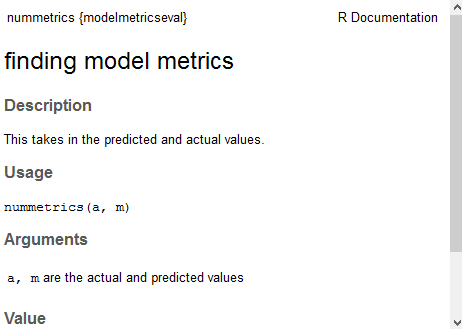 nummetrics {modelmetricseval} R Documentation
finding model metrics
Description
This takes in the predicted and actual values.
Usage
nummetrics(a, m)
Arguments
a, m are the actual and predicted values
Value